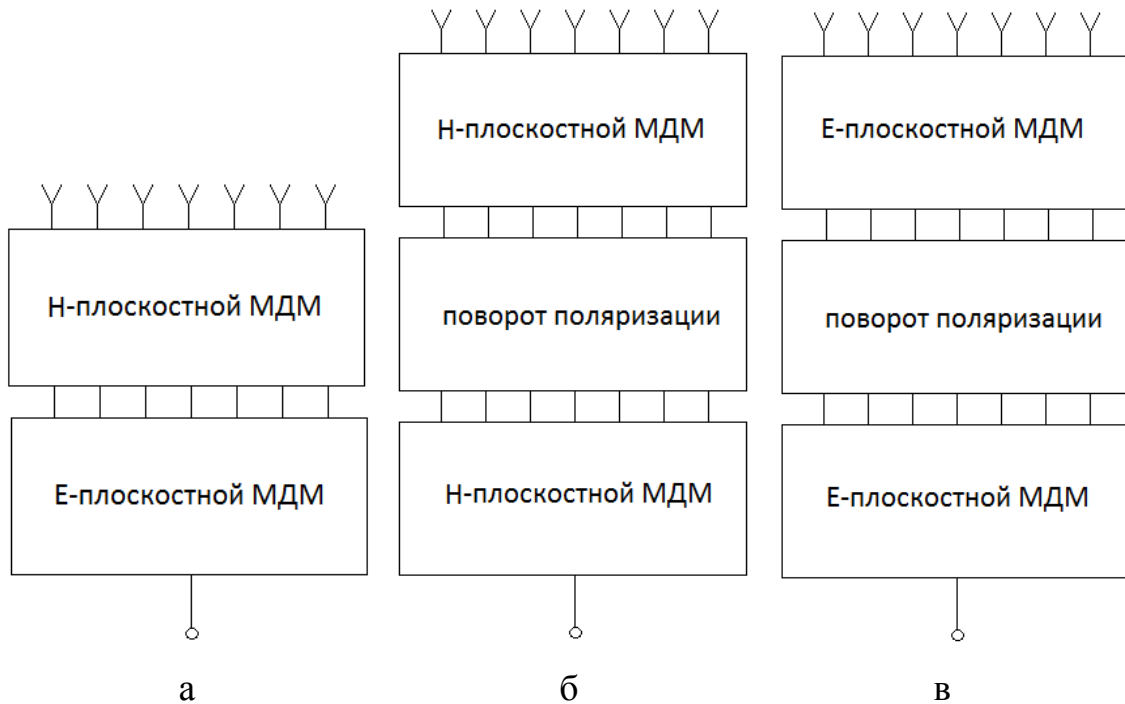 Н-плоскостной МДМ
Е-плоскостной МДМ
а
Н-плоскостной МДМ
поворот поляризации
Н-плоскостной МДМ
б
Е-плоскостной МДМ
поворот поляризации
Е-плоскостной МДМ
в